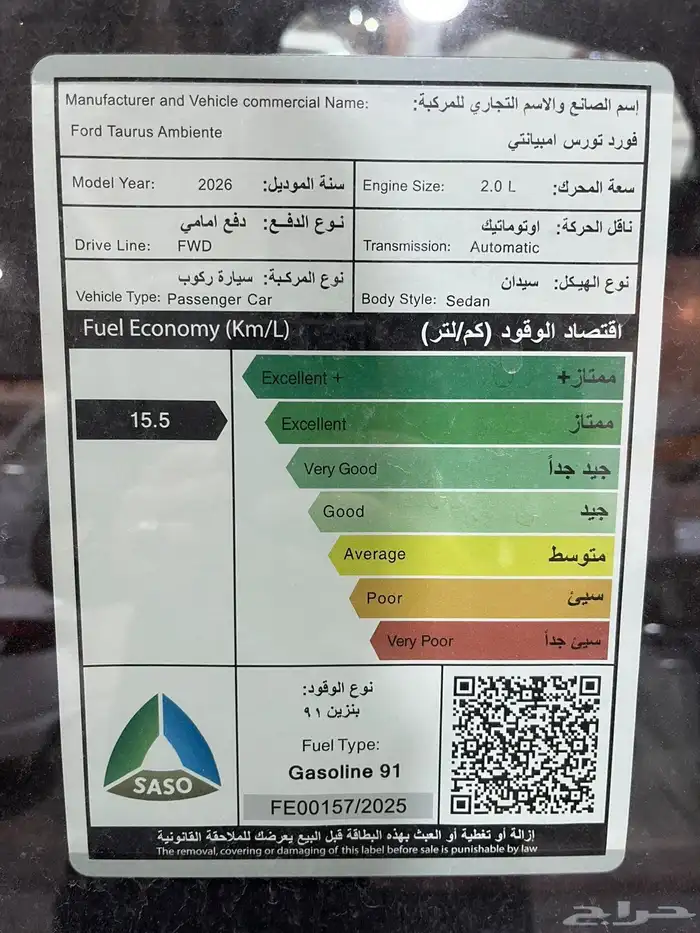 Manufacturer and Vehicle commercial Name: إسم الصانع والاسم التجاري للمركبة:
Ford Taurus Ambiente فورد تورس امبيانتي
Model Year: 2026 سنة الموديل:
Engine Size: 2.0 L سعة المحرك:
نوع الدفع: دفع امامي
Drive Line: FWD
ناقل الحركة: اوتوماتيك
Transmission: Automatic
نوع المركبة: سيارة ركوب
Vehicle Type: Passenger Car
نوع الهيكل: سيدان
Body Style: Sedan
Fuel Economy (Km/L) اقتصاد الوقود (كم/لتر)
15.5
Excellent + ممتاز+
Excellent ممتاز
Very Good جيد جداً
Good جيد
Average متوسط
Poor سيئ
Very Poor سيئ جداً
SASO
نوع الوقود:
بنزين ٩١
Fuel Type:
Gasoline 91
FE00157/2025
إزالة أو تغطية أو العبث بهذه البطاقة قبل البيع يعرضك للملاحقة القانونية
The removal, covering or damaging of this label before sale is punishable by law
حراج